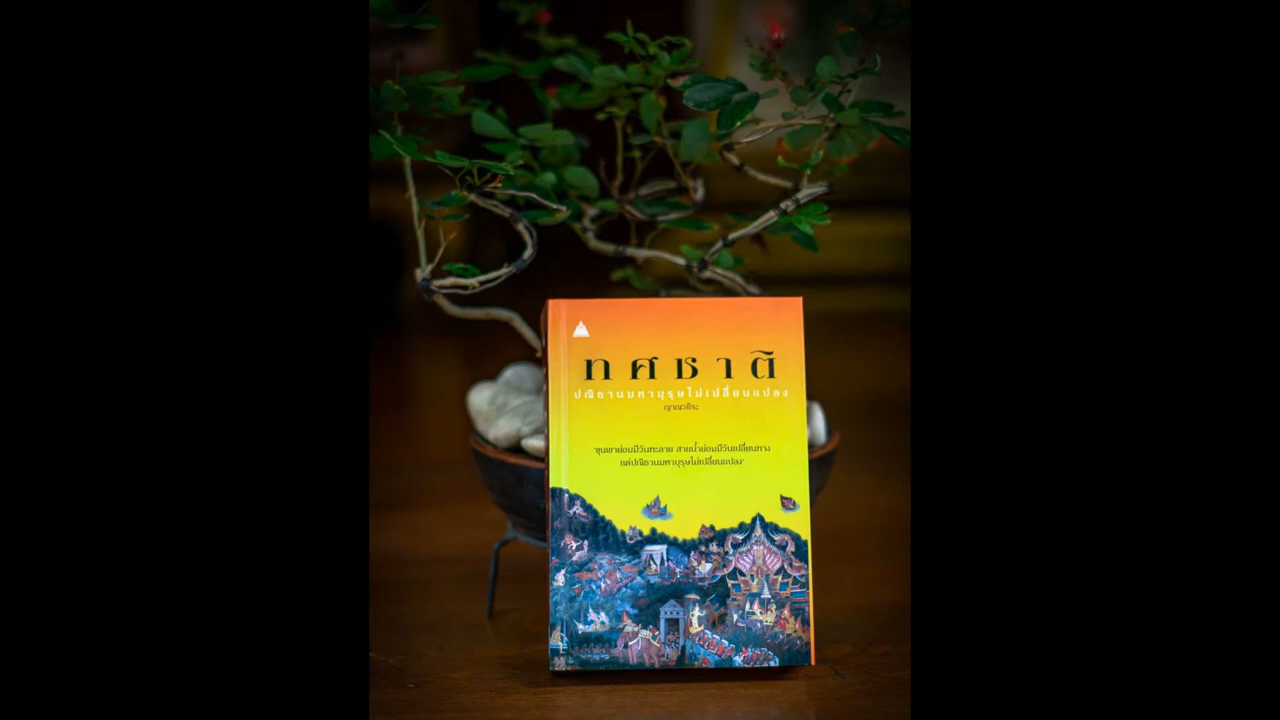 ทศชาติ
ปณิธานมหาบุรุษไม่เปลี่ยนแปลง
ญาณวชิระ
"ขุนเขาย่อมมีวันทะลาย สายน้ำย่อมมีวันเปลี่ยนทาง
แต่ปณิธานมหาบุรุษไม่เปลี่ยนแปลง"